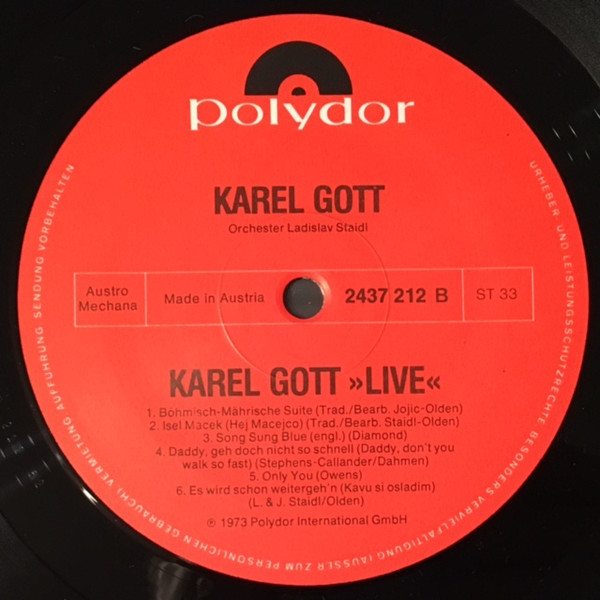 polydor
KAREL GOTT
Orchester Ladislav Staidl
Austro
Mechana
Made in Austria
2437 212 B
ST 33
KAREL GOTT »LIVE«
1. Bohmisch-Mährische Suite (Trad./Bearb. Jojic-Olden)
2. Isel Macek (Hej Macejco) (Trad./Bearb. Staidl-Olden)
3. Song Sung Blue (engl.) (Diamond)
4. Daddy, geh doch nicht so schnell (Daddy, don't you
walk so fast) (Stephens-Callander/Dahmen)
5. Only You (Owens)
6. Es wird schon weitergeh'n (Kavu si osladim)
(L. & J. Staidl/Olden)
℗ 1973 Polydor International GmbH
URHEBER- UND LEISTUNGSSCHUTZRECHTE BESONDERS VERVIELFÄLTIGUNG (AUSSER ZUM PERSÖNLICHEN GEBRAUCH), VERMIETUNG AUFFÜHRUNG SENDUNG VORBEHALTEN